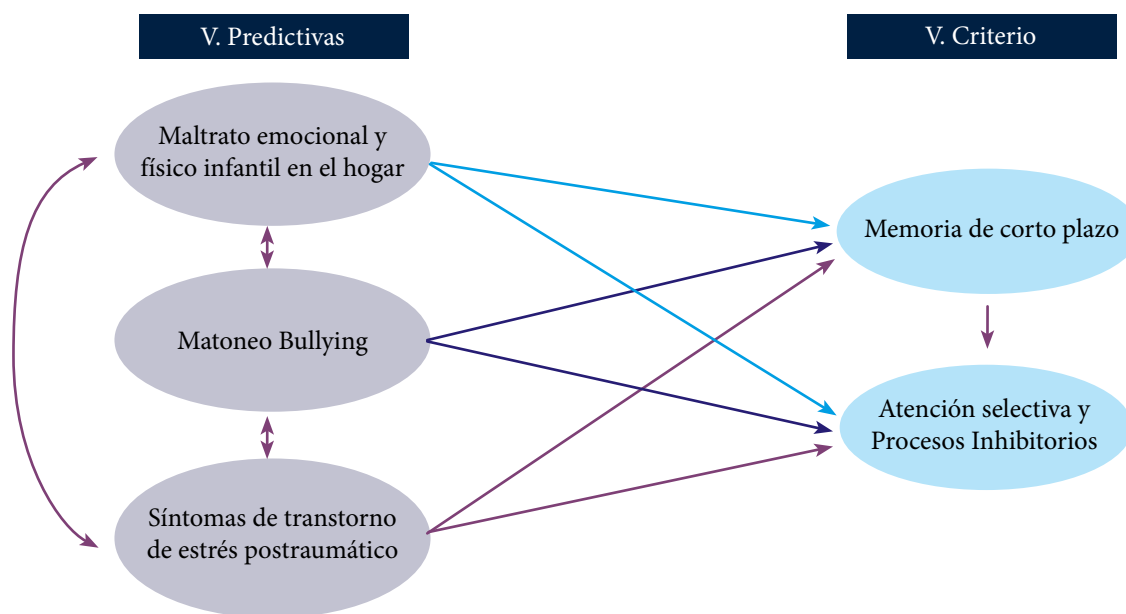 V. Predictivas
V. Criterio
Maltrato emocional y
físico infantil en el hogar
Memoria de corto plazo
Matoneo Bullying
Atención selectiva y
Procesos Inhibitorios
Síntomas de transtorno
de estrés postraumático